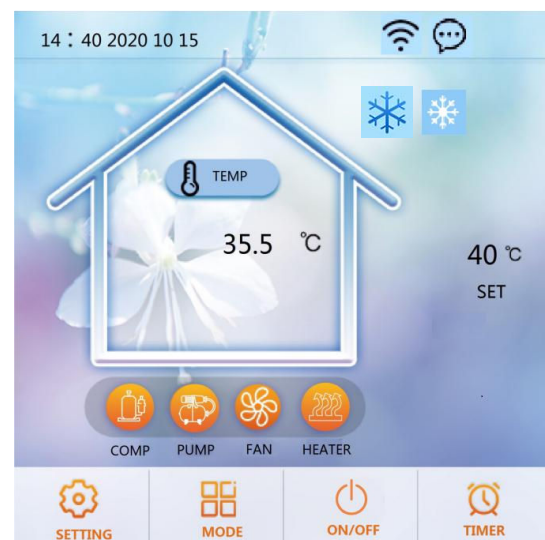 14：40 2020 10 15
TEMP
35.5 ℃
40 ℃
SET
COMP PUMP FAN HEATER
SETTING MODE ON/OFF TIMER